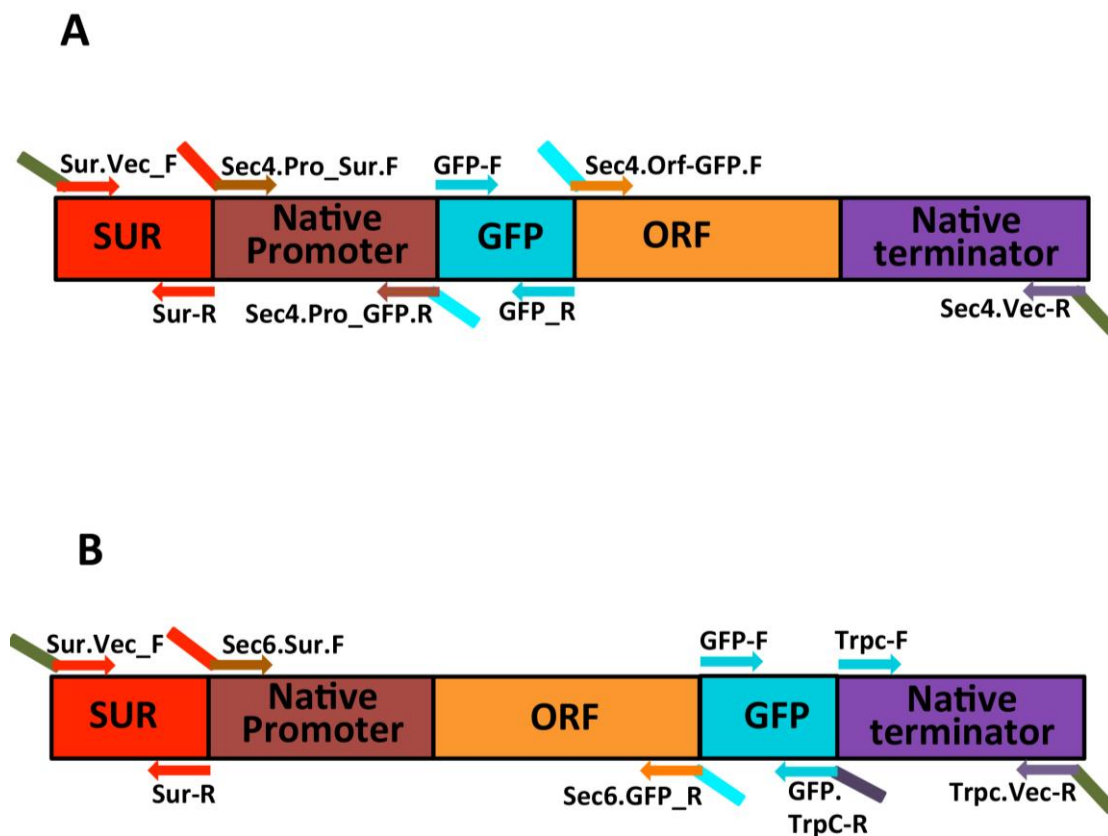 A
Sur.Vec_F
Sec4.Pro_Sur.F
GFP-F
Sec4.Orf-GFP.F
SUR
Native
Promoter
GFP
ORF
Native
terminator
Sur-R
Sec4.Pro_GFP.R
GFP_R
Sec4.Vec-R
B
Sur.Vec_F
Sec6.Sur.F
GFP-F
Trpc-F
SUR
Native
Promoter
ORF
GFP
Native
terminator
Sur-R
Sec6.GFP_R
GFP.
TrpC-R
Trpc.Vec-R